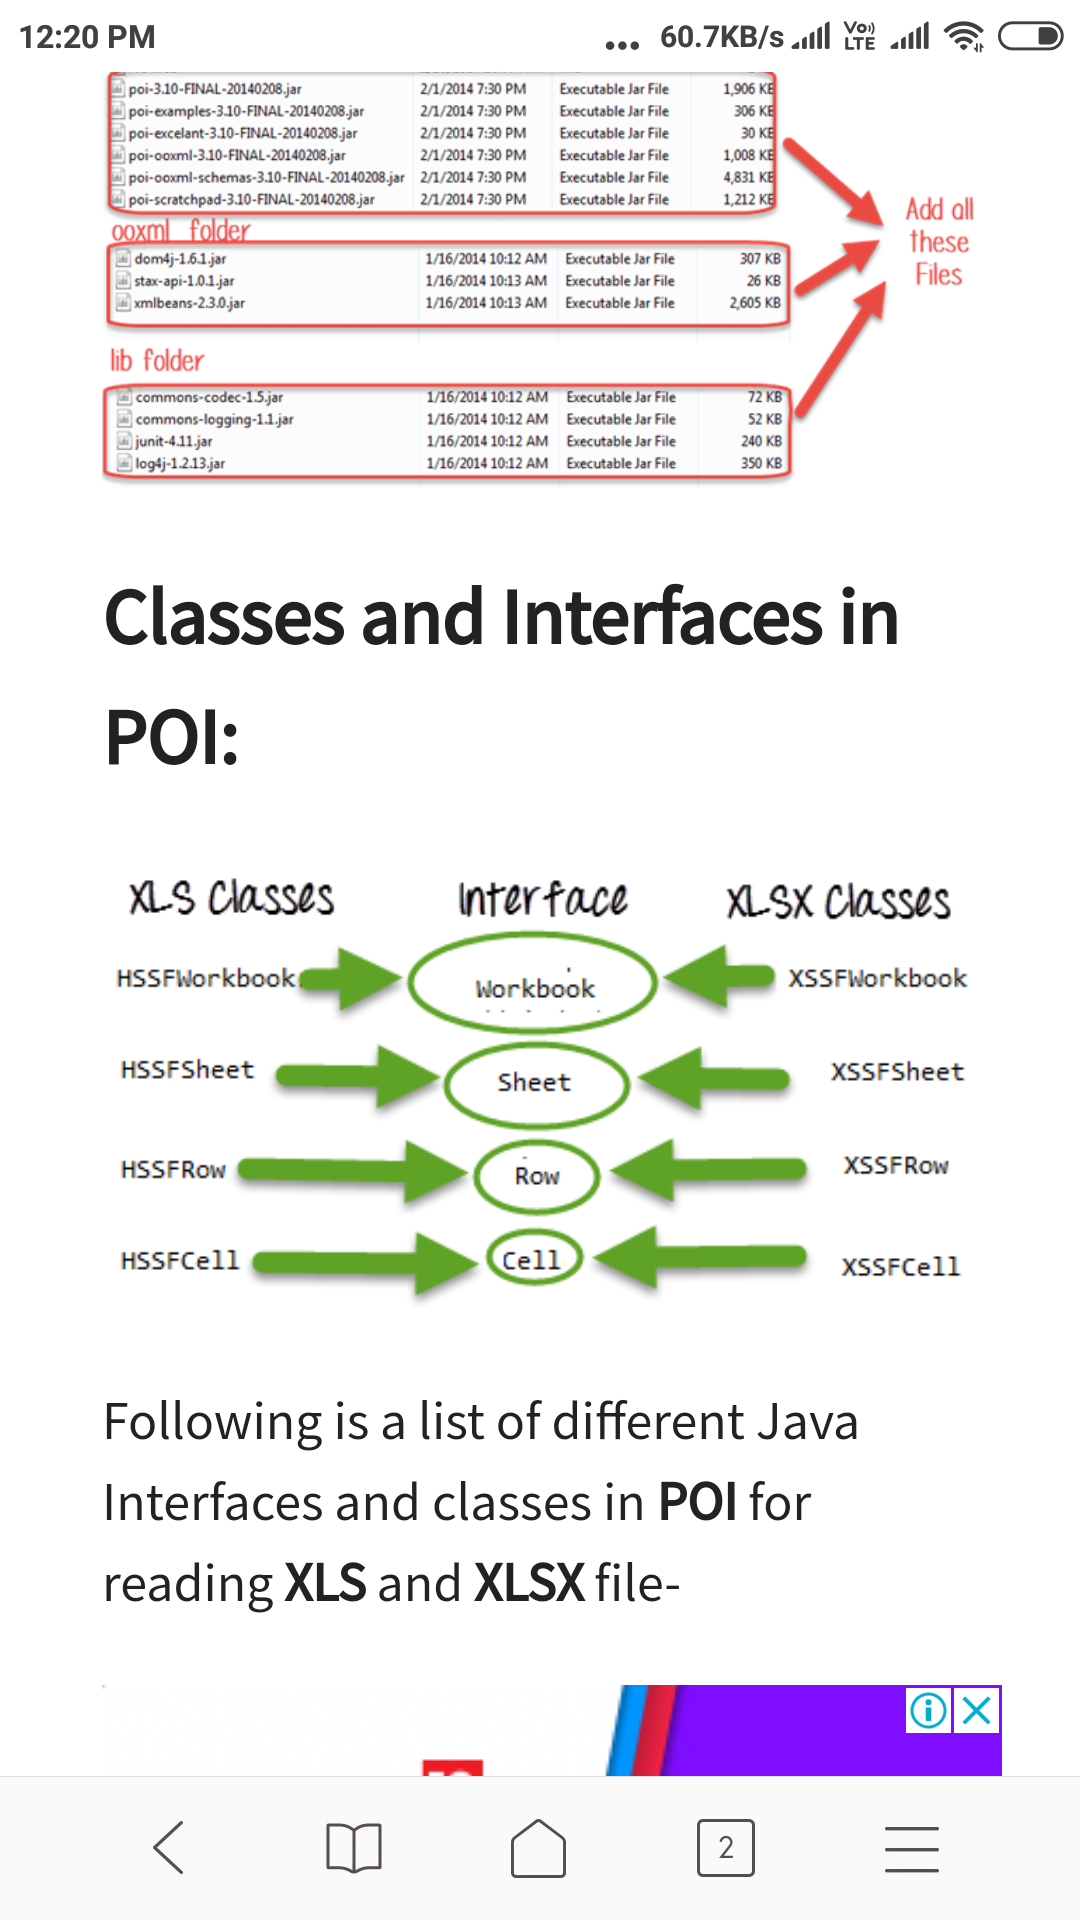 12:20 PM ... 60.7KB/s Vo)) LTE
poi-3.10-FINAL-20140208.jar 2/1/2014 7:30 PM Executable Jar File 1,906 KB
poi-examples-3.10-FINAL-20140208.jar 2/1/2014 7:30 PM Executable Jar File 306 KB
poi-excelant-3.10-FINAL-20140208.jar 2/1/2014 7:30 PM Executable Jar File 30 KB
poi-ooxml-3.10-FINAL-20140208.jar 2/1/2014 7:30 PM Executable Jar File 1,008 KB
poi-ooxml-schemas-3.10-FINAL-20140208.jar 2/1/2014 7:30 PM Executable Jar File 4,831 KB
poi-scratchpad-3.10-FINAL-20140208.jar 2/1/2014 7:30 PM Executable Jar File 1,212 KB
Add all
these
Files
ooxml folder
dom4j-1.6.1.jar 1/16/2014 10:12 AM Executable Jar File 307 KB
stax-api-1.0.1.jar 1/16/2014 10:13 AM Executable Jar File 26 KB
xmlbeans-2.3.0.jar 1/16/2014 10:13 AM Executable Jar File 2,605 KB
lib folder
commons-codec-1.5.jar 1/16/2014 10:12 AM Executable Jar File 72 KB
commons-logging-1.1.jar 1/16/2014 10:12 AM Executable Jar File 52 KB
junit-4.11.jar 1/16/2014 10:12 AM Executable Jar File 240 KB
log4j-1.2.13.jar 1/16/2014 10:12 AM Executable Jar File 350 KB
Classes and Interfaces in
POI:
XLS Classes Interface XLSX Classes
HSSFWorkbook Workbook XSSFWorkbook
HSSFSheet Sheet XSSFSheet
HSSFRow Row XSSFRow
HSSFCell Cell XSSFCell
Following is a list of different Java
Interfaces and classes in POI for
reading XLS and XLSX file-
2